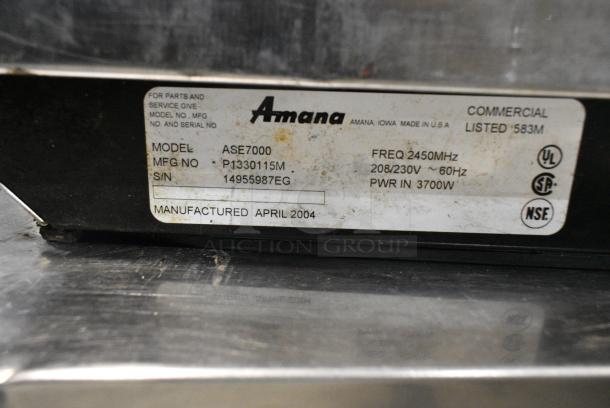 FOR PARTS AND
SERVICE GIVE
MODEL NO., MFG
NO. AND SERIAL NO
Amana
AMANA, IOWA MADE IN U.S.A
COMMERCIAL
LISTED 583M
MODEL ASE7000
MFG NO P1330115M
S/N 14955987EG
FREQ 2450MHz
208/230V ~ 60Hz
PWR IN 3700W
MANUFACTURED APRIL 2004
UL
NSF
AUCTION GROUP